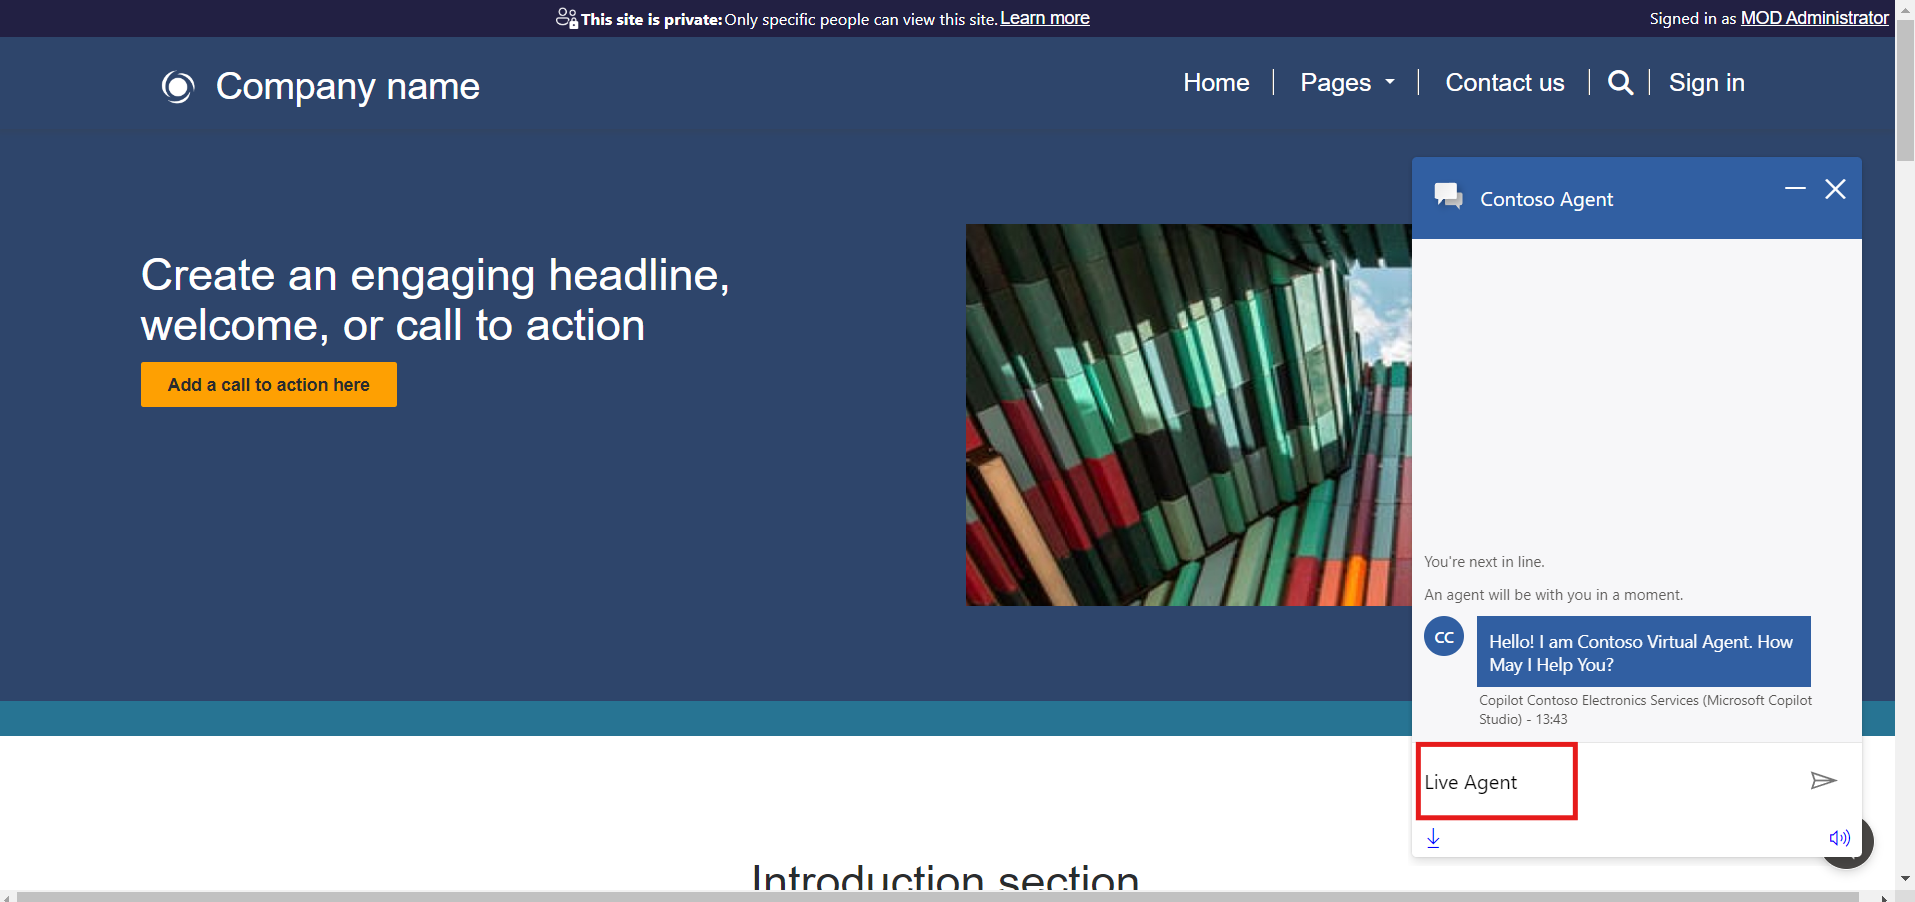 This site is private: Only specific people can view this site. Learn more
Signed in as MOD Administrator
Company name
Home
Pages
Contact us
Sign in
Contoso Agent
Create an engaging headline,
welcome, or call to action
Add a call to action here
You're next in line.
An agent will be with you in a moment.
CC
Hello! I am Contoso Virtual Agent. How
May I Help You?
Copilot Contoso Electronics Services (Microsoft Copilot
Studio) - 13:43
Live Agent
Introduction section